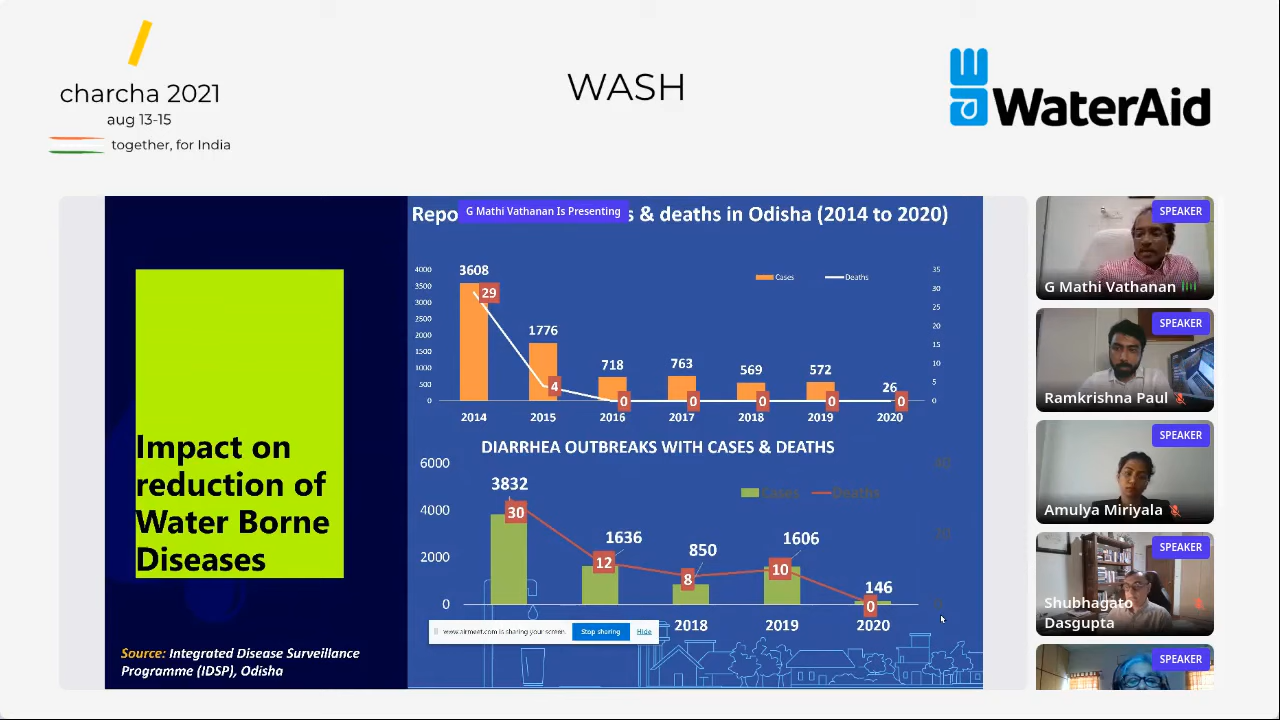 charcha 2021
aug 13-15
together, for India
WASH
WaterAid
Repo
G Mathi Vathanan Is Presenting
s & deaths in Odisha (2014 to 2020)
4000
3500
3000
2500
2000
1500
1000
500
0
3608
1776
718
763
569
572
26
29
4
0
0
0
0
0
Cases
Deaths
35
30
25
20
15
10
5
0
2014
2015
2016
2017
2018
2019
2020
DIARRHEA OUTBREAKS WITH CASES & DEATHS
6000
4000
2000
0
3832
1636
850
1606
146
30
12
8
10
0
Cases
Deaths
2018
2019
2020
Impact on
reduction of
Water Borne
Diseases
Source: Integrated Disease Surveillance
Programme (IDSP), Odisha
www.airmeet.com is sharing your screen.
Stop sharing
Hide
SPEAKER
G Mathi Vathanan
SPEAKER
Ramkrishna Paul
SPEAKER
Amulya Miriyala
SPEAKER
Shubhagato
Dasgupta
SPEAKER